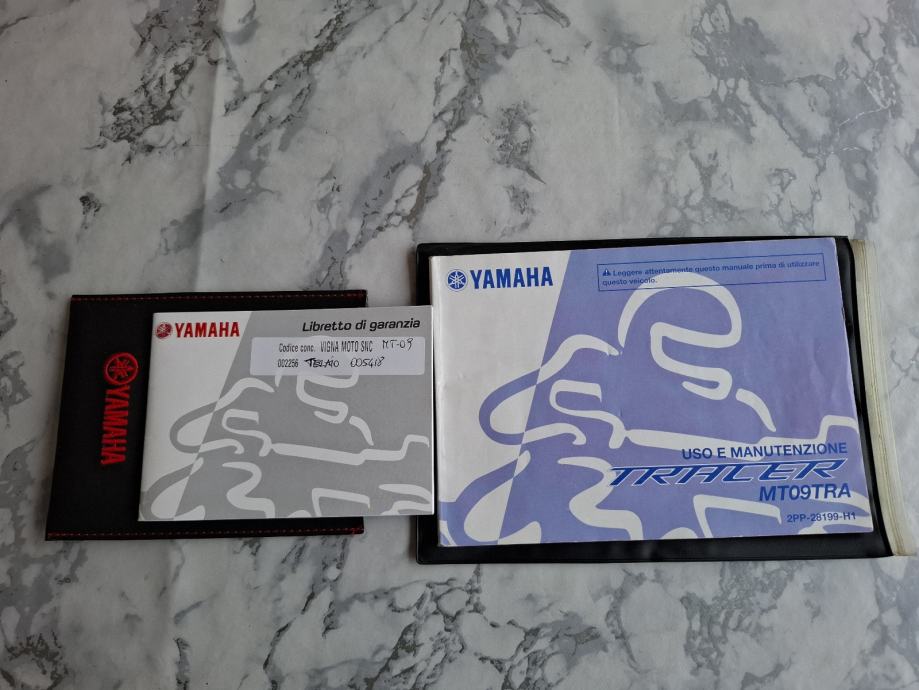 YAMAHA
YAMAHA
Libretto di garanzia
Codice conc. VIGNA MOTO SNC MT-09
002256 TELAIO 005418
YAMAHA
Leggere attentamente questo manuale prima di utilizzare
questo veicolo.
USO E MANUTENZIONE
TRACER
MT09TRA
2PP-28199-H1